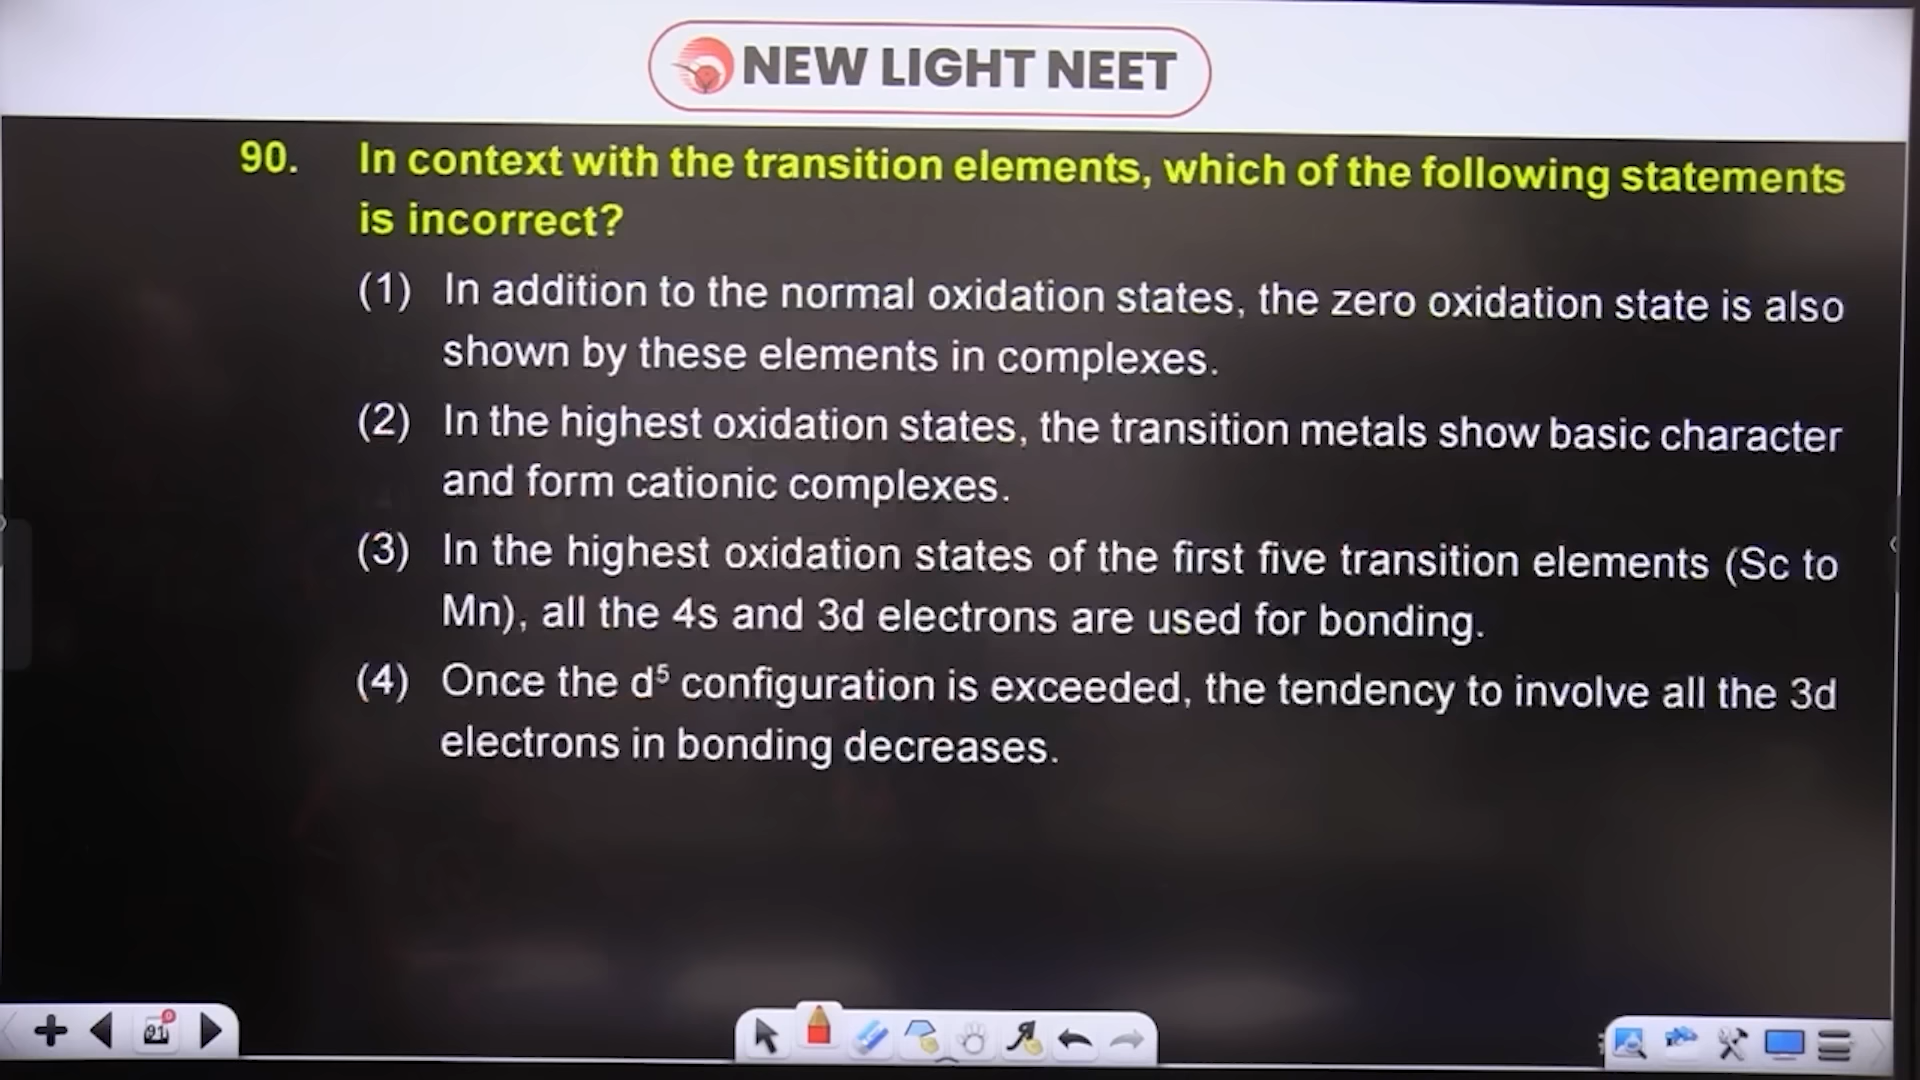 NEW LIGHT NEET
90. In context with the transition elements, which of the following statements
is incorrect?
(1) In addition to the normal oxidation states, the zero oxidation state is also
shown by these elements in complexes.
(2) In the highest oxidation states, the transition metals show basic character
and form cationic complexes.
(3) In the highest oxidation states of the first five transition elements (Sc to
Mn), all the 4s and 3d electrons are used for bonding.
(4) Once the d⁵ configuration is exceeded, the tendency to involve all the 3d
electrons in bonding decreases.
91